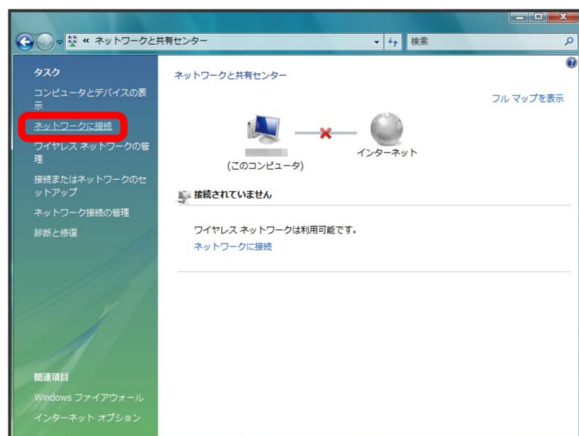 « ネットワークと共有センター
検索
タスク
コンピュータとデバイスの表
示
ネットワークに接続
ワイヤレス ネットワークの管
理
接続またはネットワークのセ
ットアップ
ネットワーク接続の管理
診断と修復
関連項目
Windows ファイアウォール
インターネット オプション
ネットワークと共有センター
フル マップを表示
(このコンピュータ)
インターネット
接続されていません
ワイヤレス ネットワークは利用可能です。
ネットワークに接続